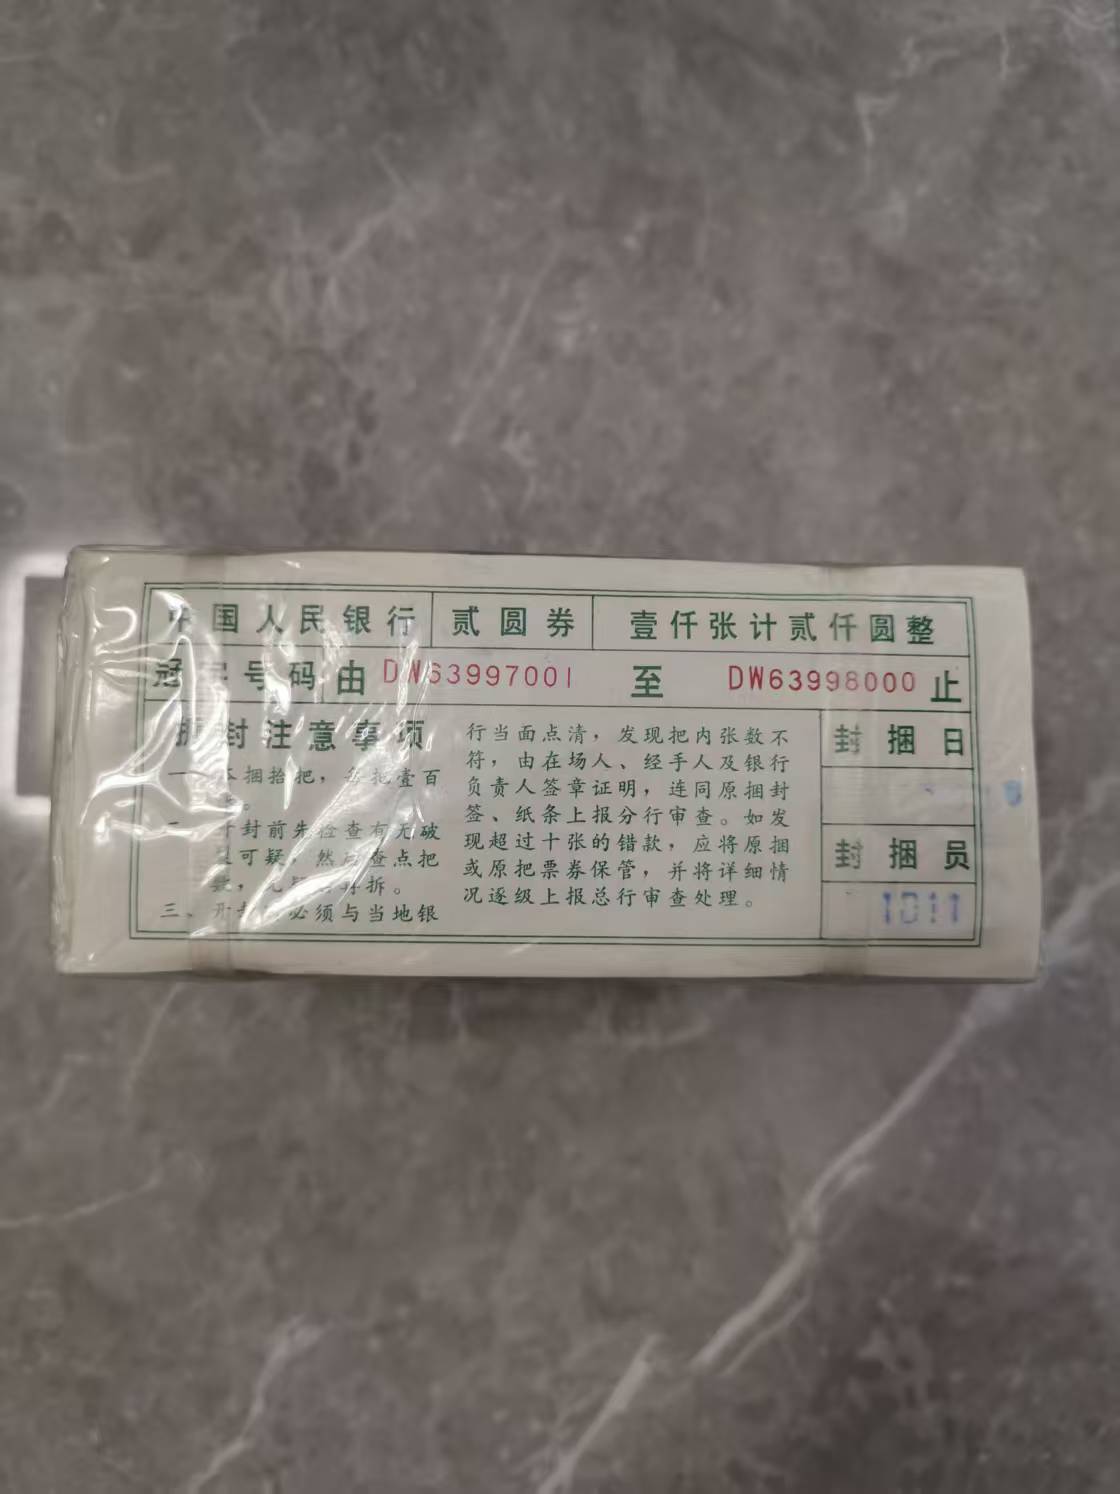 中国人民银行 贰圆券 壹仟张计贰仟圆整
冠字号码由 DW63997001 至 DW63998000 止
封注意事项
捆拾把，每把壹百
封前先检查有无破
可疑，然后查点把
拆。
三、开 必须与当地银
行当面点清，发现把内张数不
符，由在场人、经手人及银行
负责人签章证明，连同原捆封
签、纸条上报分行审查。如发
现超过十张的错款，应将原捆
或原把票券保管，并将详细情
况逐级上报总行审查处理。
封捆日
封捆员
1011